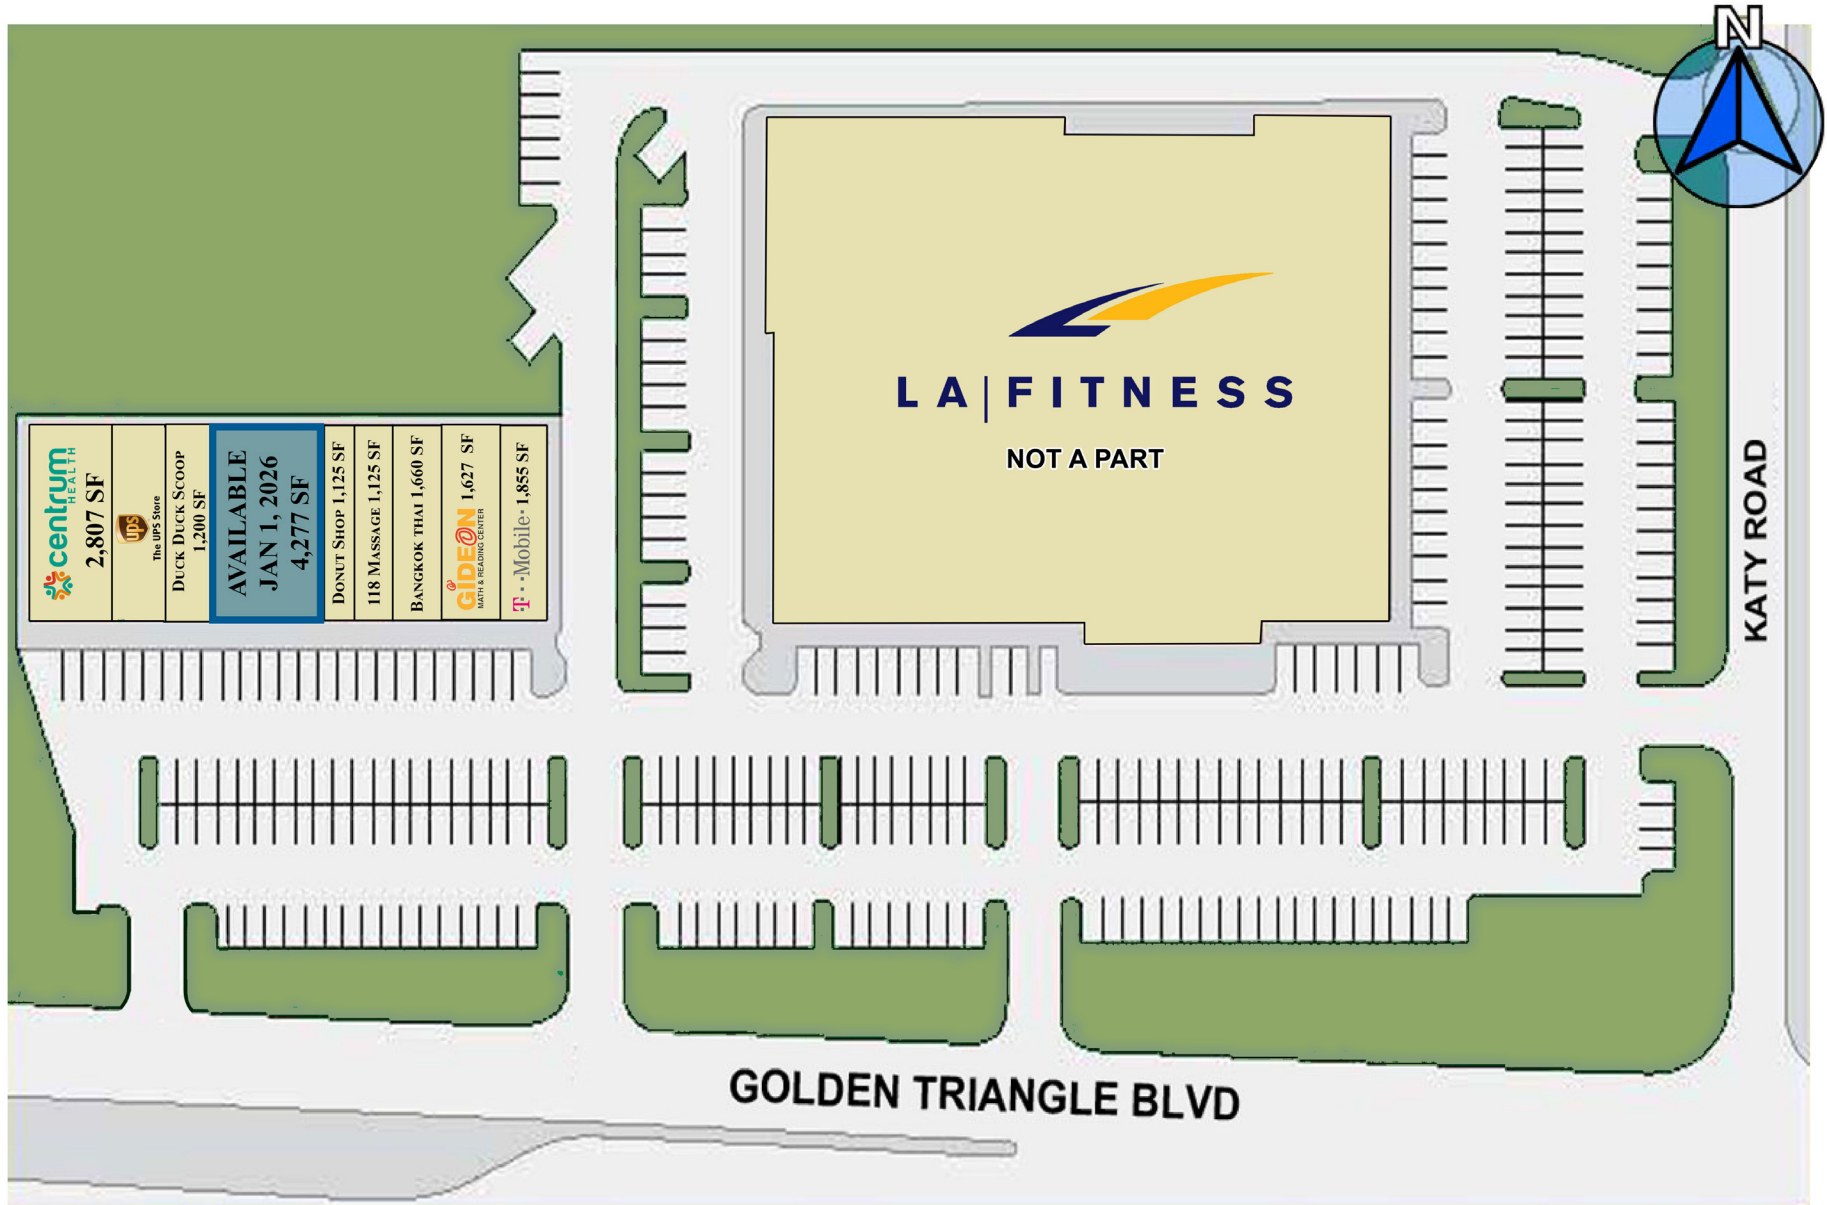 N
LA|FITNESS
NOT A PART
centrum
HEALTH
2,807 SF
ups
The UPS Store
DUCK DUCK SCOOP
1,200 SF
AVAILABLE
JAN 1, 2026
4,277 SF
DONUT SHOP 1,125 SF
118 MASSAGE 1,125 SF
BANGKOK THAI 1,660 SF
GIDEON 1,627 SF
MATH & READING CENTER
T··Mobile· 1,855 SF
KATY ROAD
GOLDEN TRIANGLE BLVD